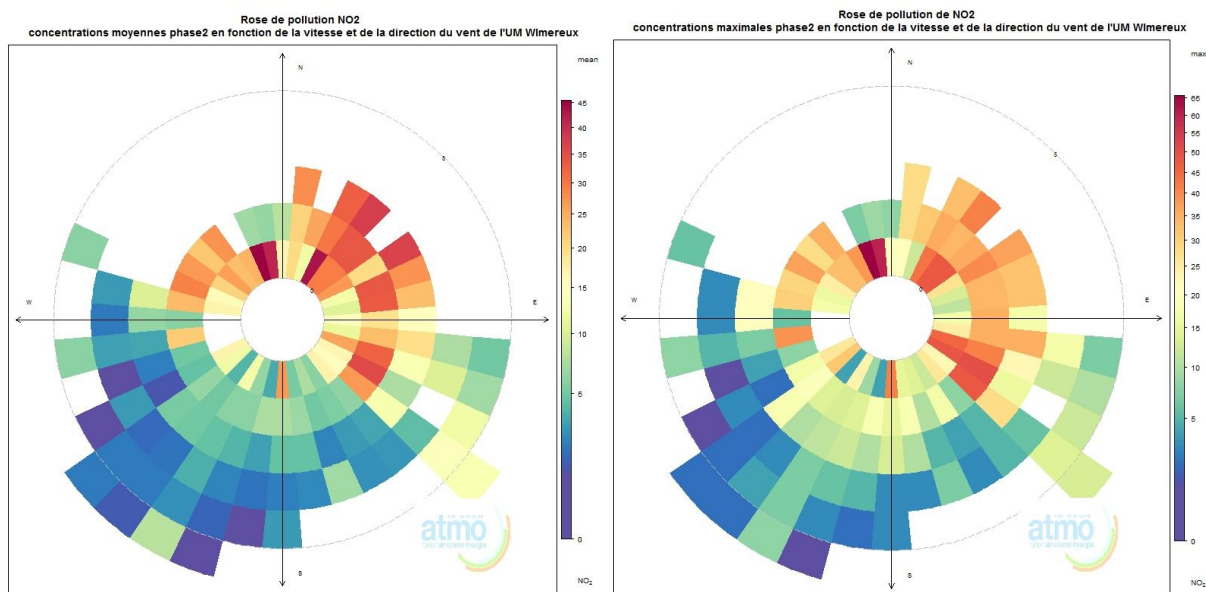 Rose de pollution NO2
concentrations moyennes phase2 en fonction de la vitesse et de la direction du vent de l'UM WImereux
mean
N
5
45
40
35
30
25
20
15
10
5
0
W
0
E
S
atmo
NO₂
Rose de pollution de NO2
concentrations maximales phase2 en fonction de la vitesse et de la direction du vent de l'UM WImereux
max
N
5
65
60
55
50
45
40
35
30
25
20
15
10
5
0
W
0
E
S
atmo
NO₂